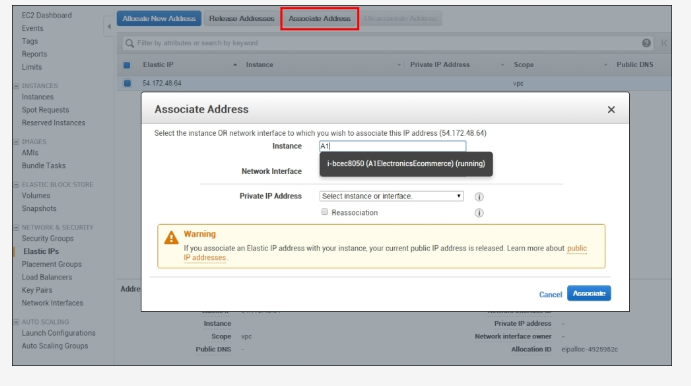 EC2 Dashboard
Events
Tags
Reports
Limits
INSTANCES
Instances
Spot Requests
Reserved Instances
IMAGES
AMIs
Bundle Tasks
ELASTIC BLOCK STORE
Volumes
Snapshots
NETWORK & SECURITY
Security Groups
Elastic IPs
Placement Groups
Load Balancers
Key Pairs
Network Interfaces
AUTO SCALING
Launch Configurations
Auto Scaling Groups
Allocate New Address Release Addresses Associate Address
Filter by attributes or search by keyword
Elastic IP Instance Private IP Address Scope Public DNS
54.172.48.64 vpc
Associate Address
Select the instance OR network interface to which you wish to associate this IP address (54.172.48.64)
Instance A1
i-bcec8050 (A1ElectronicsEcommerce) (running)
Network Interface
Private IP Address Select instance or interface.
Reassociation
Warning
If you associate an Elastic IP address with your instance, your current public IP address is released. Learn more about public
IP addresses.
Cancel Associate
Addre
Instance Private IP address -
Scope vpc Network interface owner -
Public DNS - Allocation ID eipalloc-4925982c